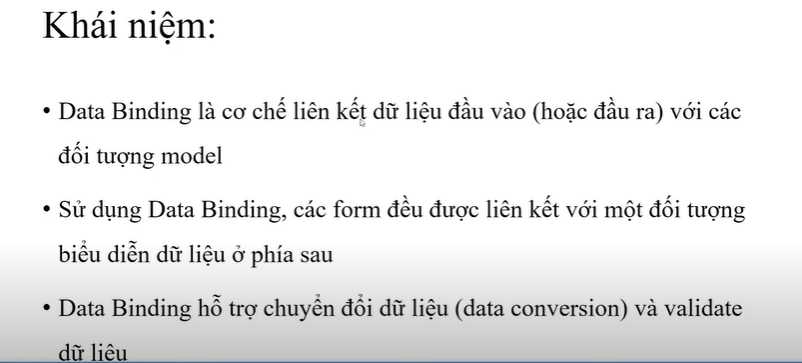 Khái niệm:
• Data Binding là cơ chế liên kết dữ liệu đầu vào (hoặc đầu ra) với các
đối tượng model
• Sử dụng Data Binding, các form đều được liên kết với một đối tượng
biểu diễn dữ liệu ở phía sau
• Data Binding hỗ trợ chuyển đổi dữ liệu (data conversion) và validate
dữ liệu